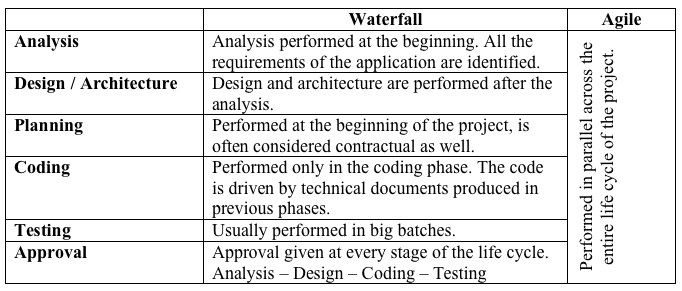 Waterfall Agile
Analysis Analysis performed at the beginning. All the
requirements of the application are identified.
Design / Architecture Design and architecture are performed after the
analysis.
Planning Performed at the beginning of the project, is
often considered contractual as well.
Coding Performed only in the coding phase. The code
is driven by technical documents produced in
previous phases.
Testing Usually performed in big batches.
Approval Approval given at every stage of the life cycle.
Analysis – Design – Coding – Testing
Performed in parallel across the
entire life cycle of the project.